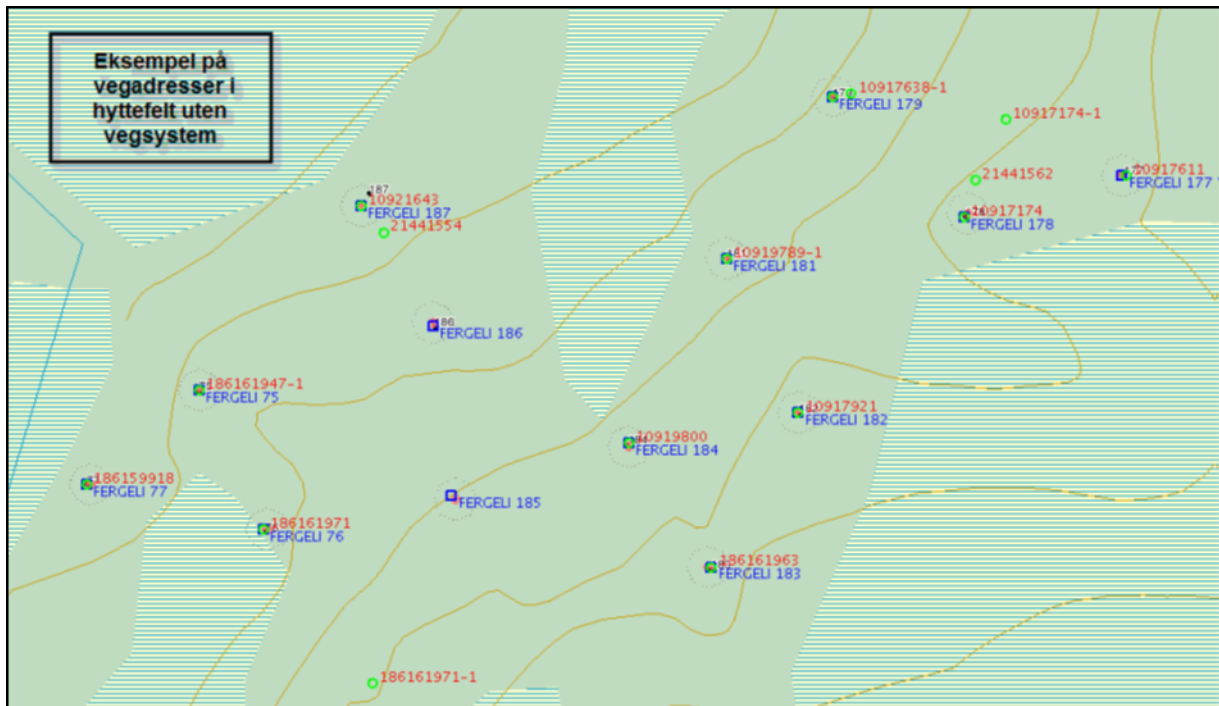 Eksempel på
vegadresser i
hyttefelt uten
vegsystem
10917638-1
FERGELI 179
10917174-1
10917611
FERGELI 177
21441562
187
10921643
FERGELI 187
21441554
10917174
FERGELI 178
10919789-1
FERGELI 181
186
FERGELI 186
186161947-1
FERGELI 75
10917921
FERGELI 182
10919800
FERGELI 184
186159918
FERGELI 77
FERGELI 185
186161971
FERGELI 76
186161963
FERGELI 183
186161971-1